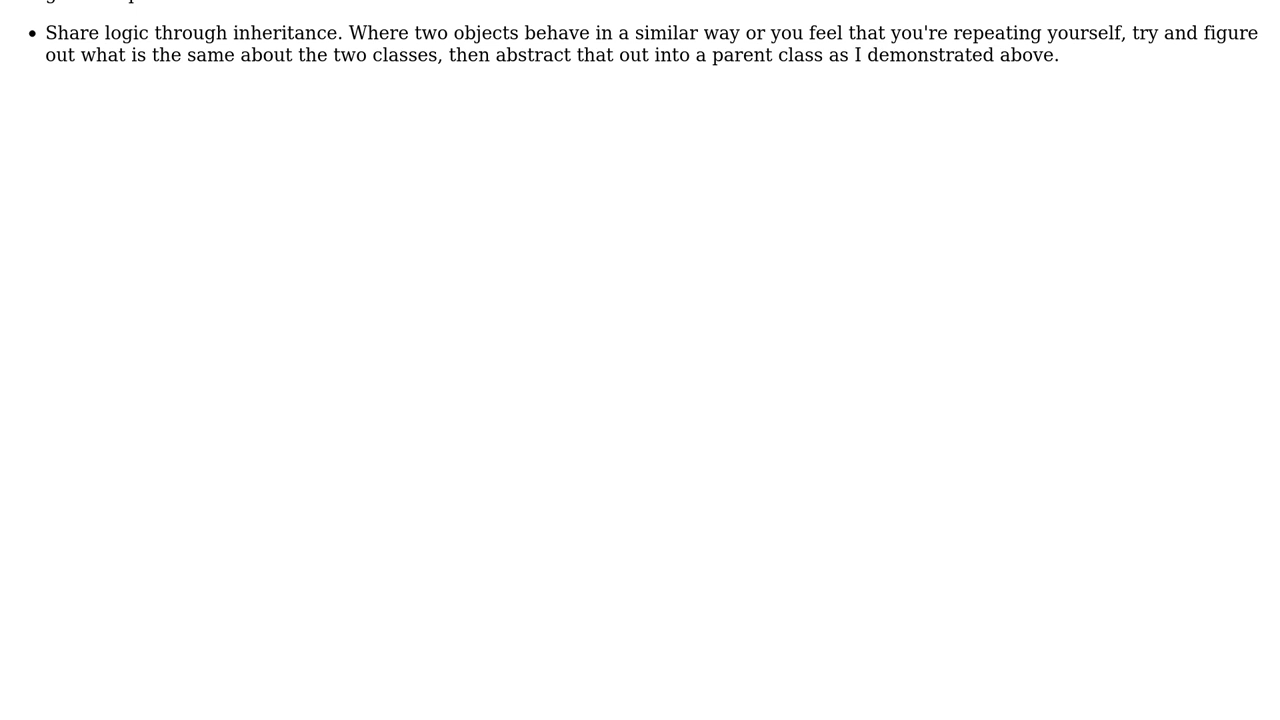 • Share logic through inheritance. Where two objects behave in a similar way or you feel that you're repeating yourself, try and figure
out what is the same about the two classes, then abstract that out into a parent class as I demonstrated above.